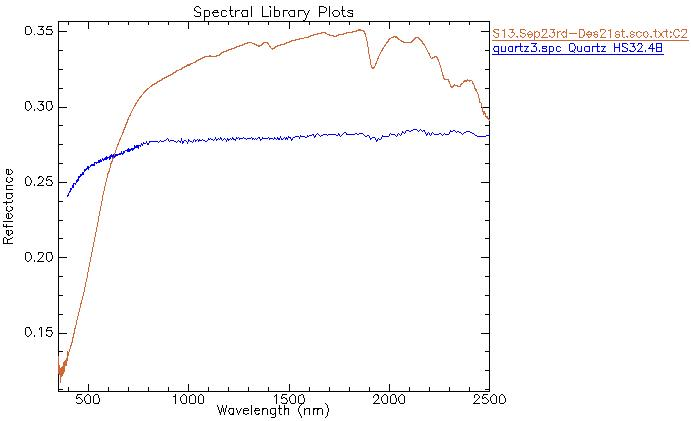 Spectral Library Plots
S13.Sep23rd-Des21st.sco.txt:C2
quartz3.spc Quartz HS32.4B
0.35
0.30
0.25
0.20
0.15
Reflectance
500 1000 1500 2000 2500
Wavelength (nm)